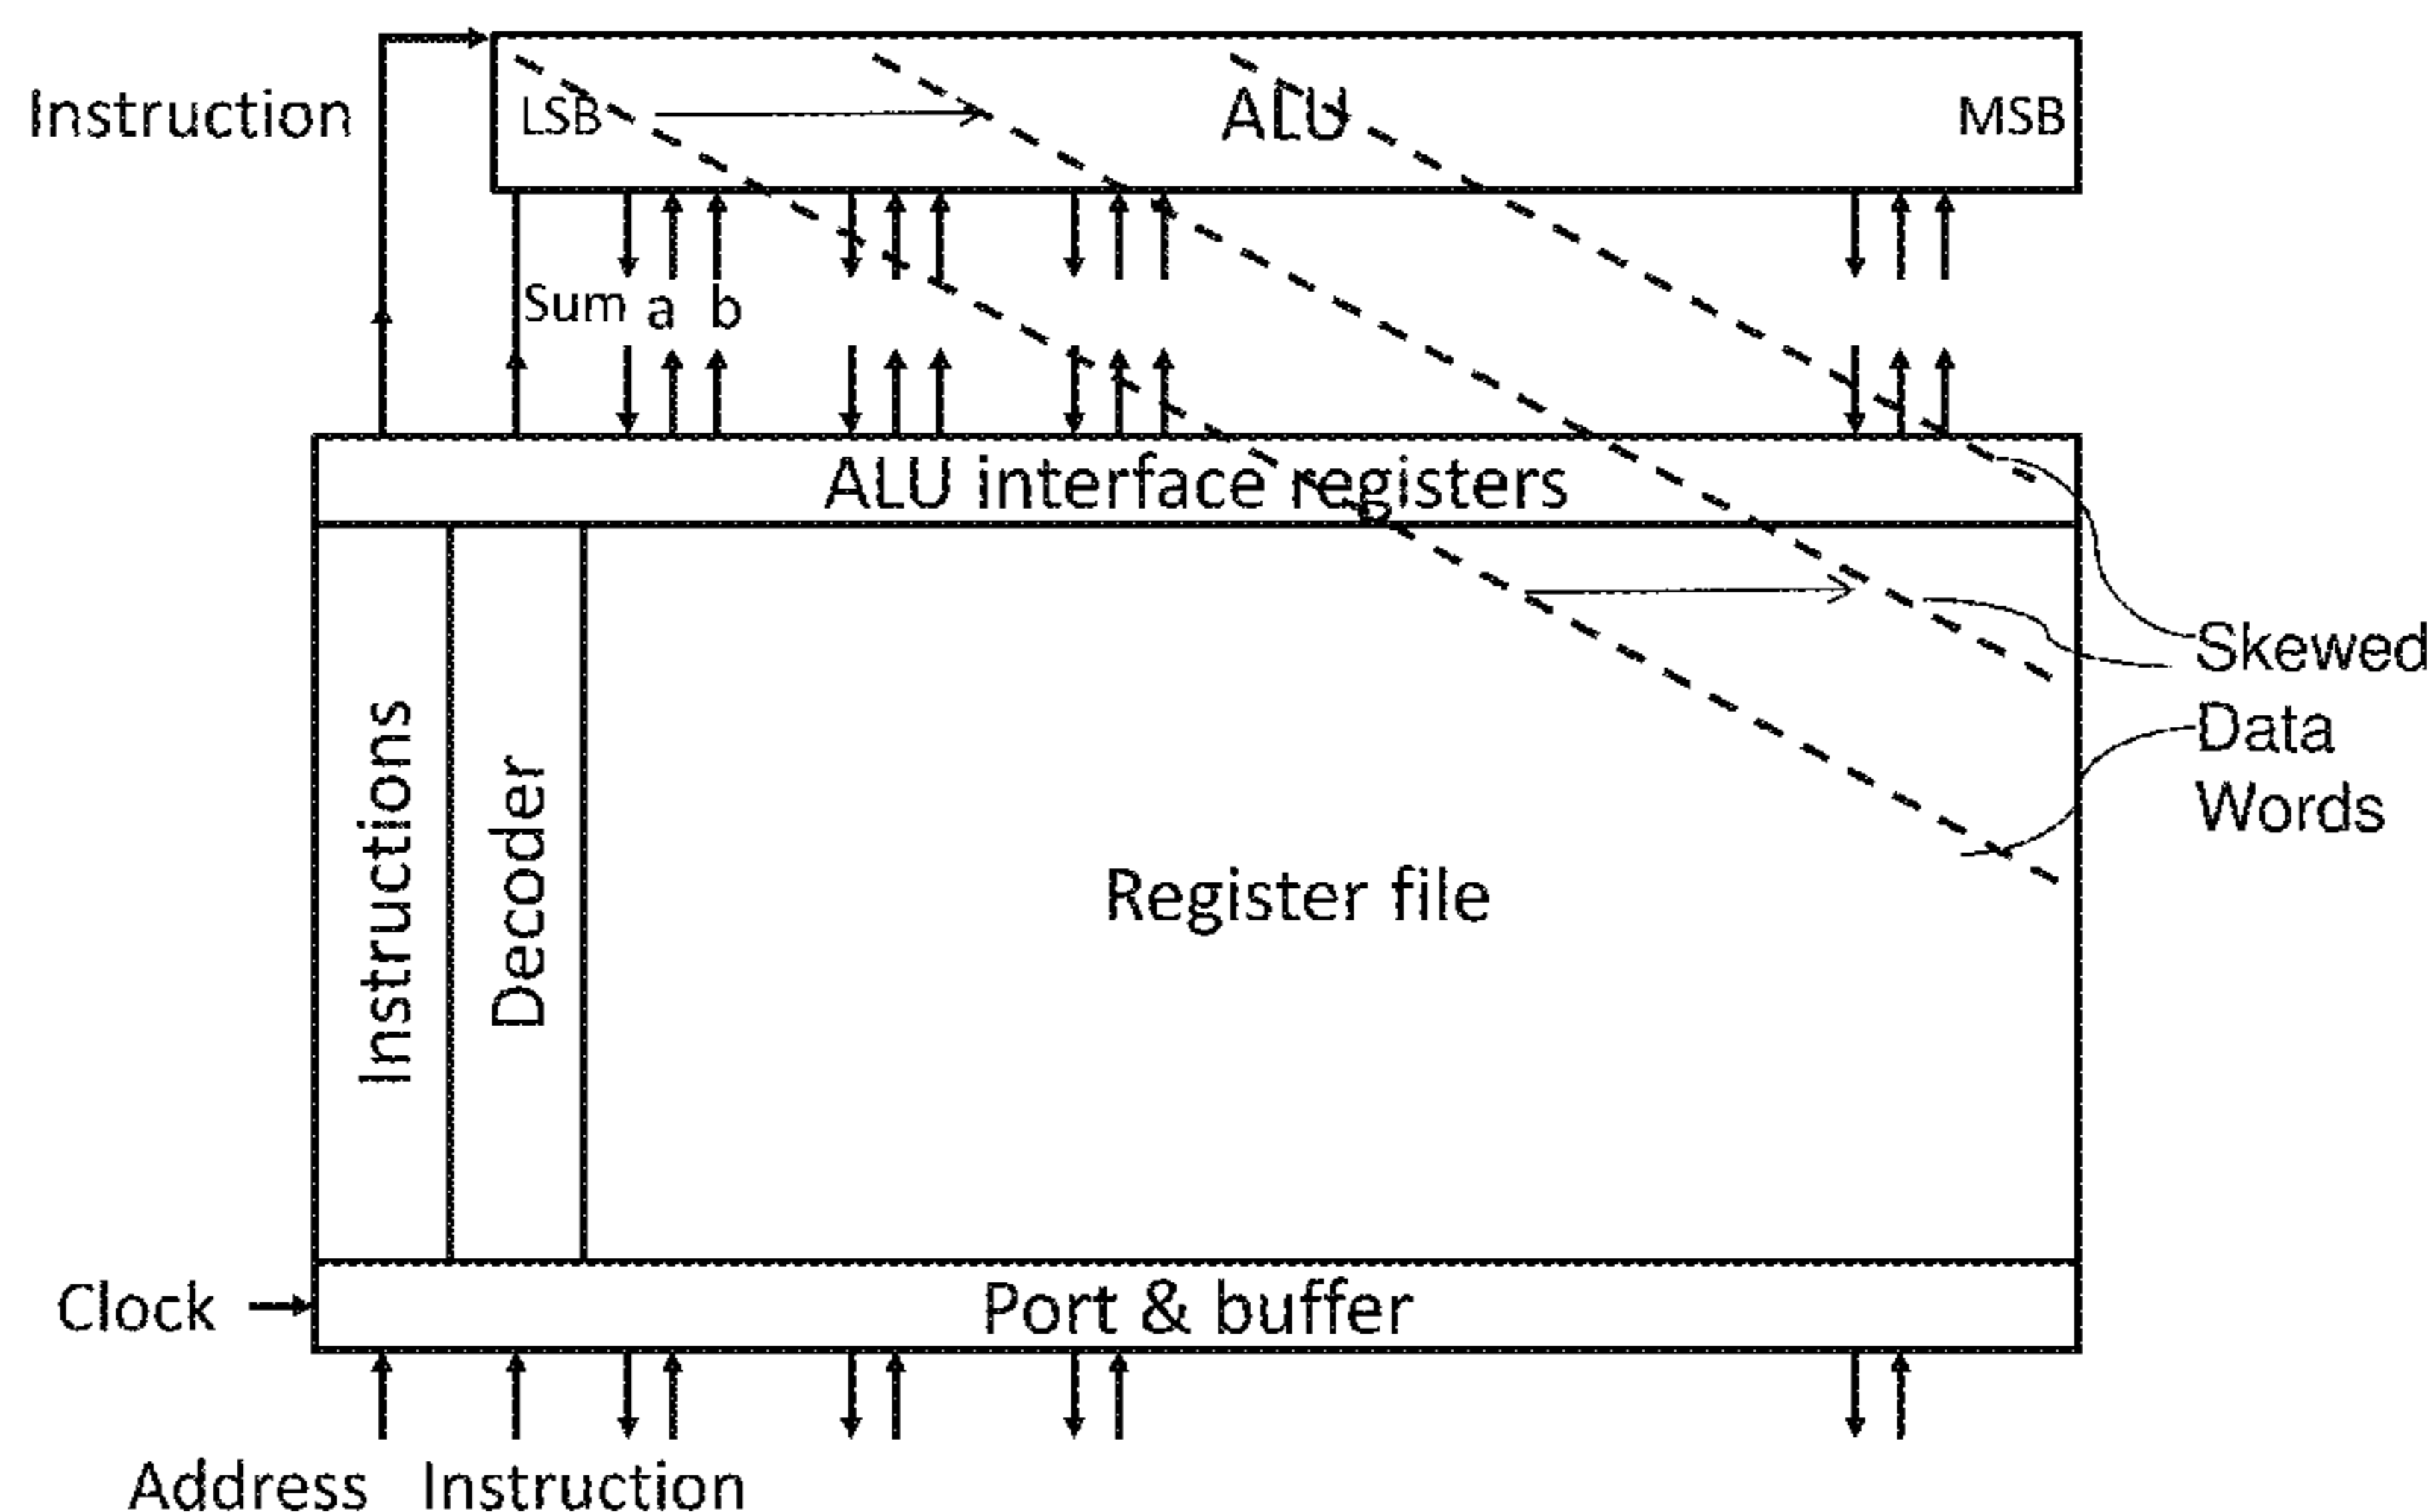 Instruction
LSB
ALU
MSB
Sum a b
ALU interface registers
Instructions
Decoder
Register file
Skewed
Data
Words
Clock
Port & buffer
Address Instruction